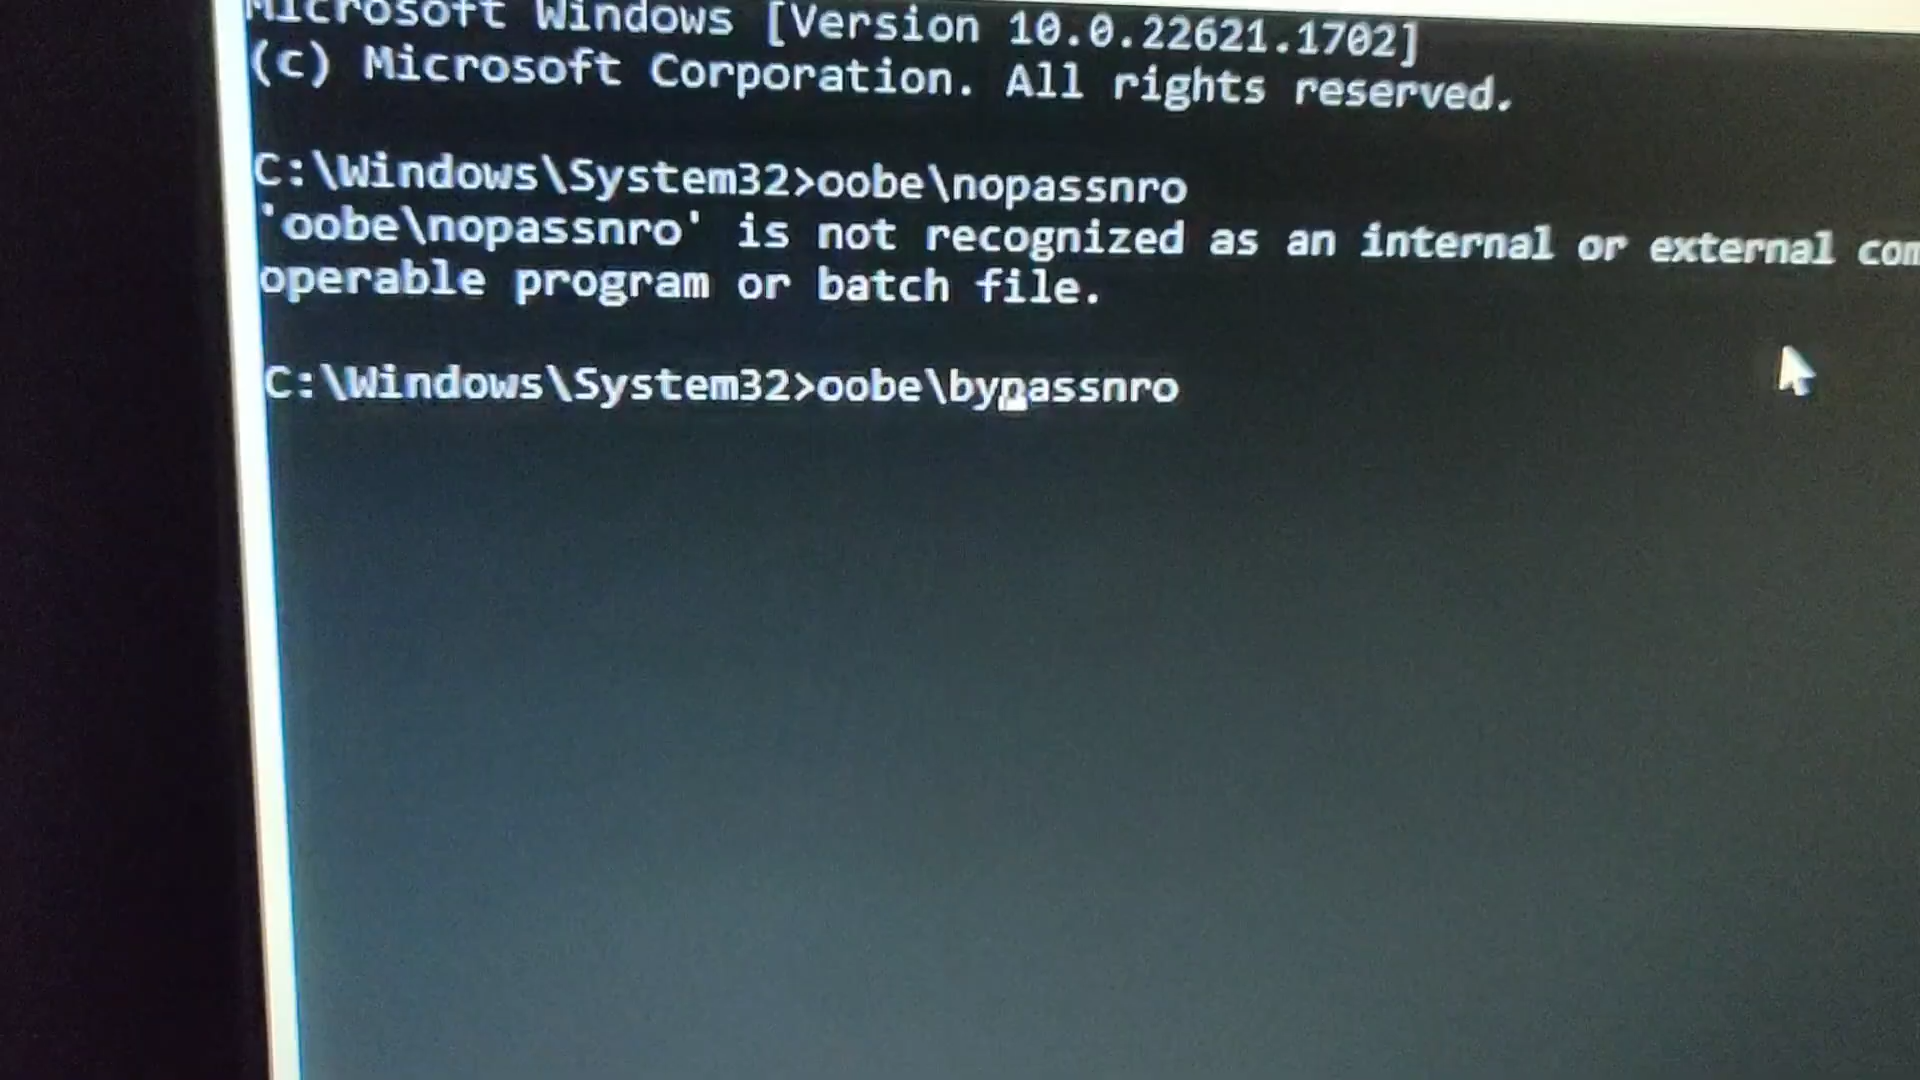 Microsoft Windows [Version 10.0.22621.1702]
(c) Microsoft Corporation. All rights reserved.
C:\Windows\System32>oobe\nopassnro
'oobe\nopassnro' is not recognized as an internal or external com
operable program or batch file.
C:\Windows\System32>oobe\bypassnro